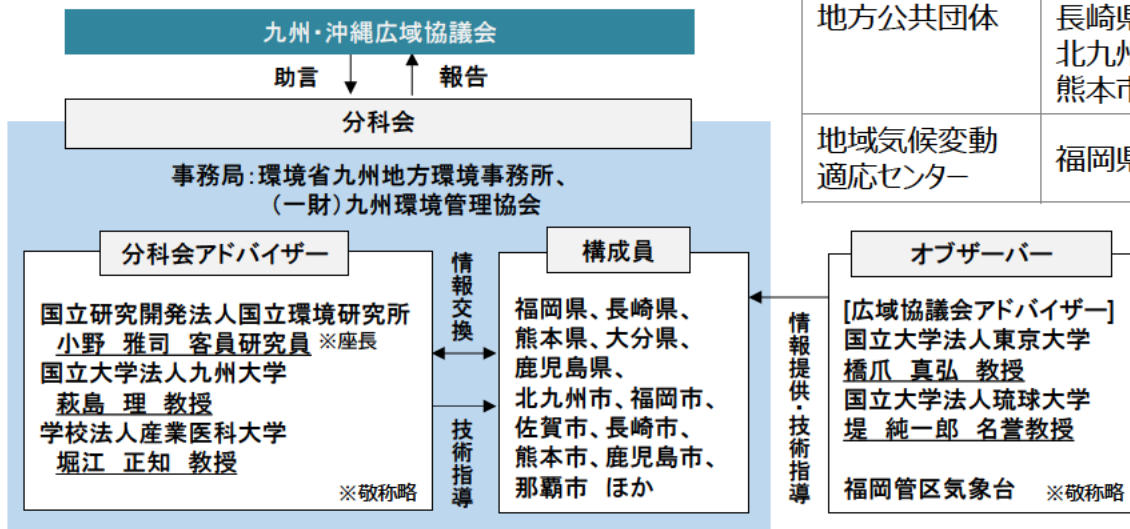 九州・沖縄広域協議会
助言
報告
分科会
事務局：環境省九州地方環境事務所、
（一財）九州環境管理協会
分科会アドバイザー
国立研究開発法人国立環境研究所
小野 雅司 客員研究員 ※座長
国立大学法人九州大学
萩島 理 教授
学校法人産業医科大学
堀江 正知 教授
※敬称略
情報交換
技術指導
構成員
福岡県、長崎県、
熊本県、大分県、
鹿児島県、
北九州市、福岡市、
佐賀市、長崎市、
熊本市、鹿児島市、
那覇市 ほか
情報提供・技術指導
地方公共団体
長崎県
北九州
熊本市
地域気候変動
適応センター
福岡県
オブザーバー
[広域協議会アドバイザー]
国立大学法人東京大学
橋爪 真弘 教授
国立大学法人琉球大学
堤 純一郎 名誉教授
福岡管区気象台 ※敬称略